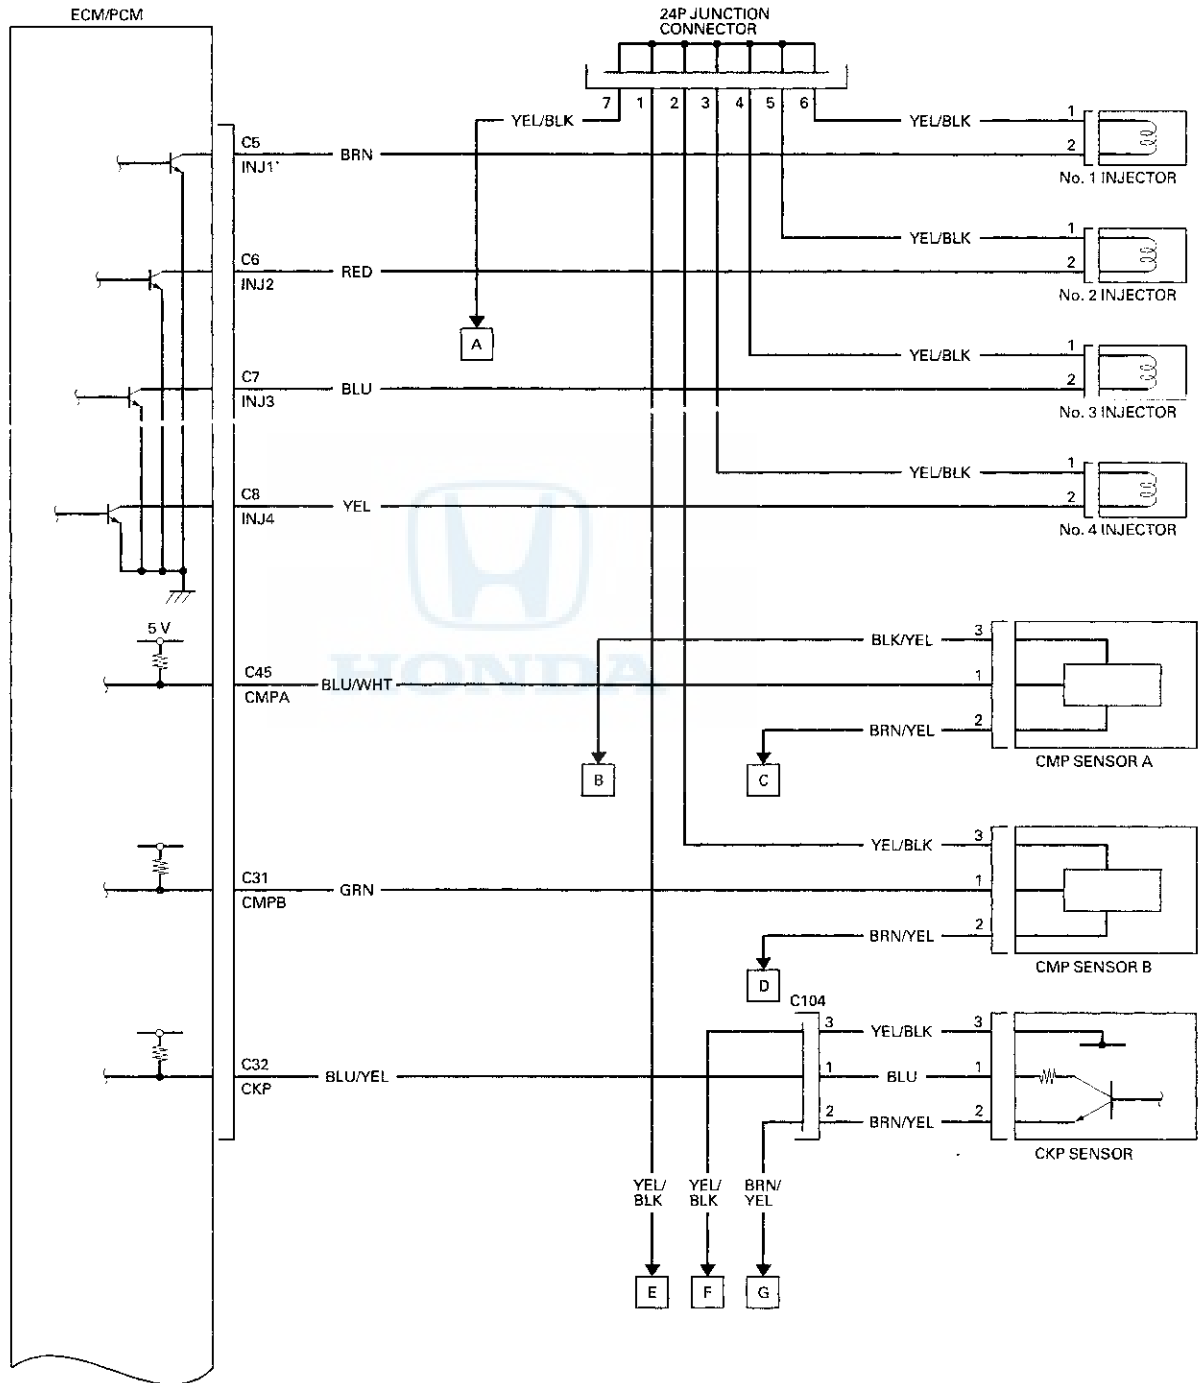 ECM/PCM
24P JUNCTION
CONNECTOR
7 1 2 3 4 5 6
YEL/BLK
YEL/BLK
1
C5
INJ1
BRN
2
No. 1 INJECTOR
YEL/BLK
1
C6
INJ2
RED
2
No. 2 INJECTOR
A
YEL/BLK
1
C7
INJ3
BLU
2
No. 3 INJECTOR
YEL/BLK
1
C8
INJ4
YEL
2
No. 4 INJECTOR
HONDA
5 V
BLK/YEL
3
C45
CMPA
BLU/WHT
1
BRN/YEL
2
CMP SENSOR A
B
C
YEL/BLK
3
C31
CMPB
GRN
1
BRN/YEL
2
CMP SENSOR B
D
C104
3
YEL/BLK
3
C32
CKP
BLU/YEL
1
BLU
1
2
BRN/YEL
2
CKP SENSOR
YEL/
BLK
YEL/
BLK
BRN/
YEL
E
F
G